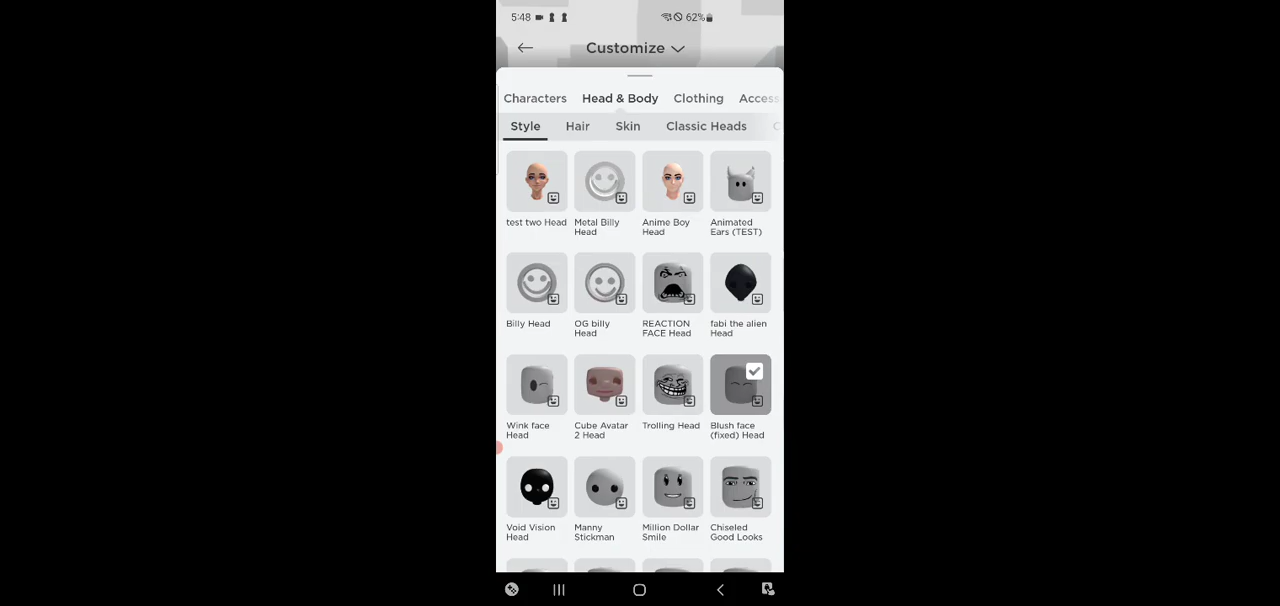 5:48 62%
Customize
Characters Head & Body Clothing Access
Style Hair Skin Classic Heads C
test two Head Metal Billy Anime Boy Animated
Head Head Ears (TEST)
Billy Head OG billy REACTION fabi the alien
Head FACE Head Head
Wink face Cube Avatar Trolling Head Blush face
Head 2 Head (fixed) Head
Void Vision Manny Million Dollar Chiseled
Head Stickman Smile Good Looks